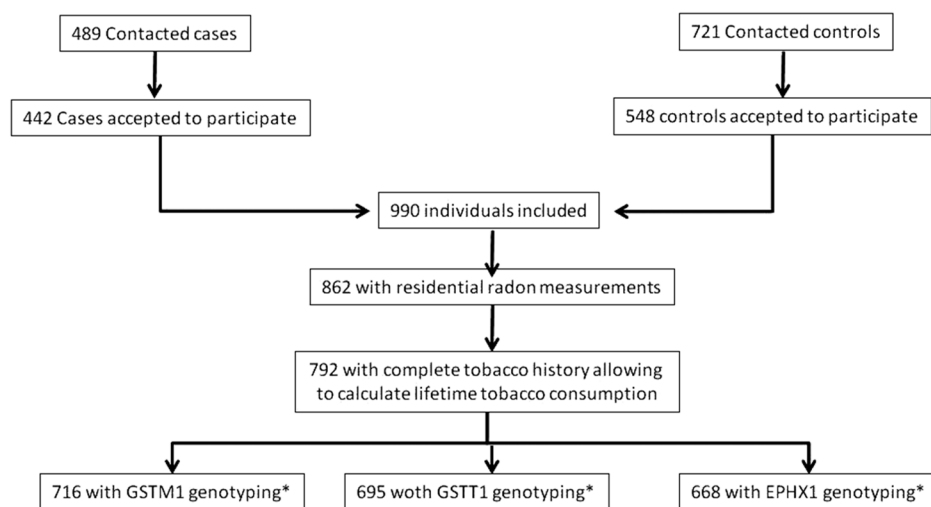 489 Contacted cases
721 Contacted controls
442 Cases accepted to participate
548 controls accepted to participate
990 individuals included
862 with residential radon measurements
792 with complete tobacco history allowing
to calculate lifetime tobacco consumption
716 with GSTM1 genotyping*
695 woth GSTT1 genotyping*
668 with EPHX1 genotyping*